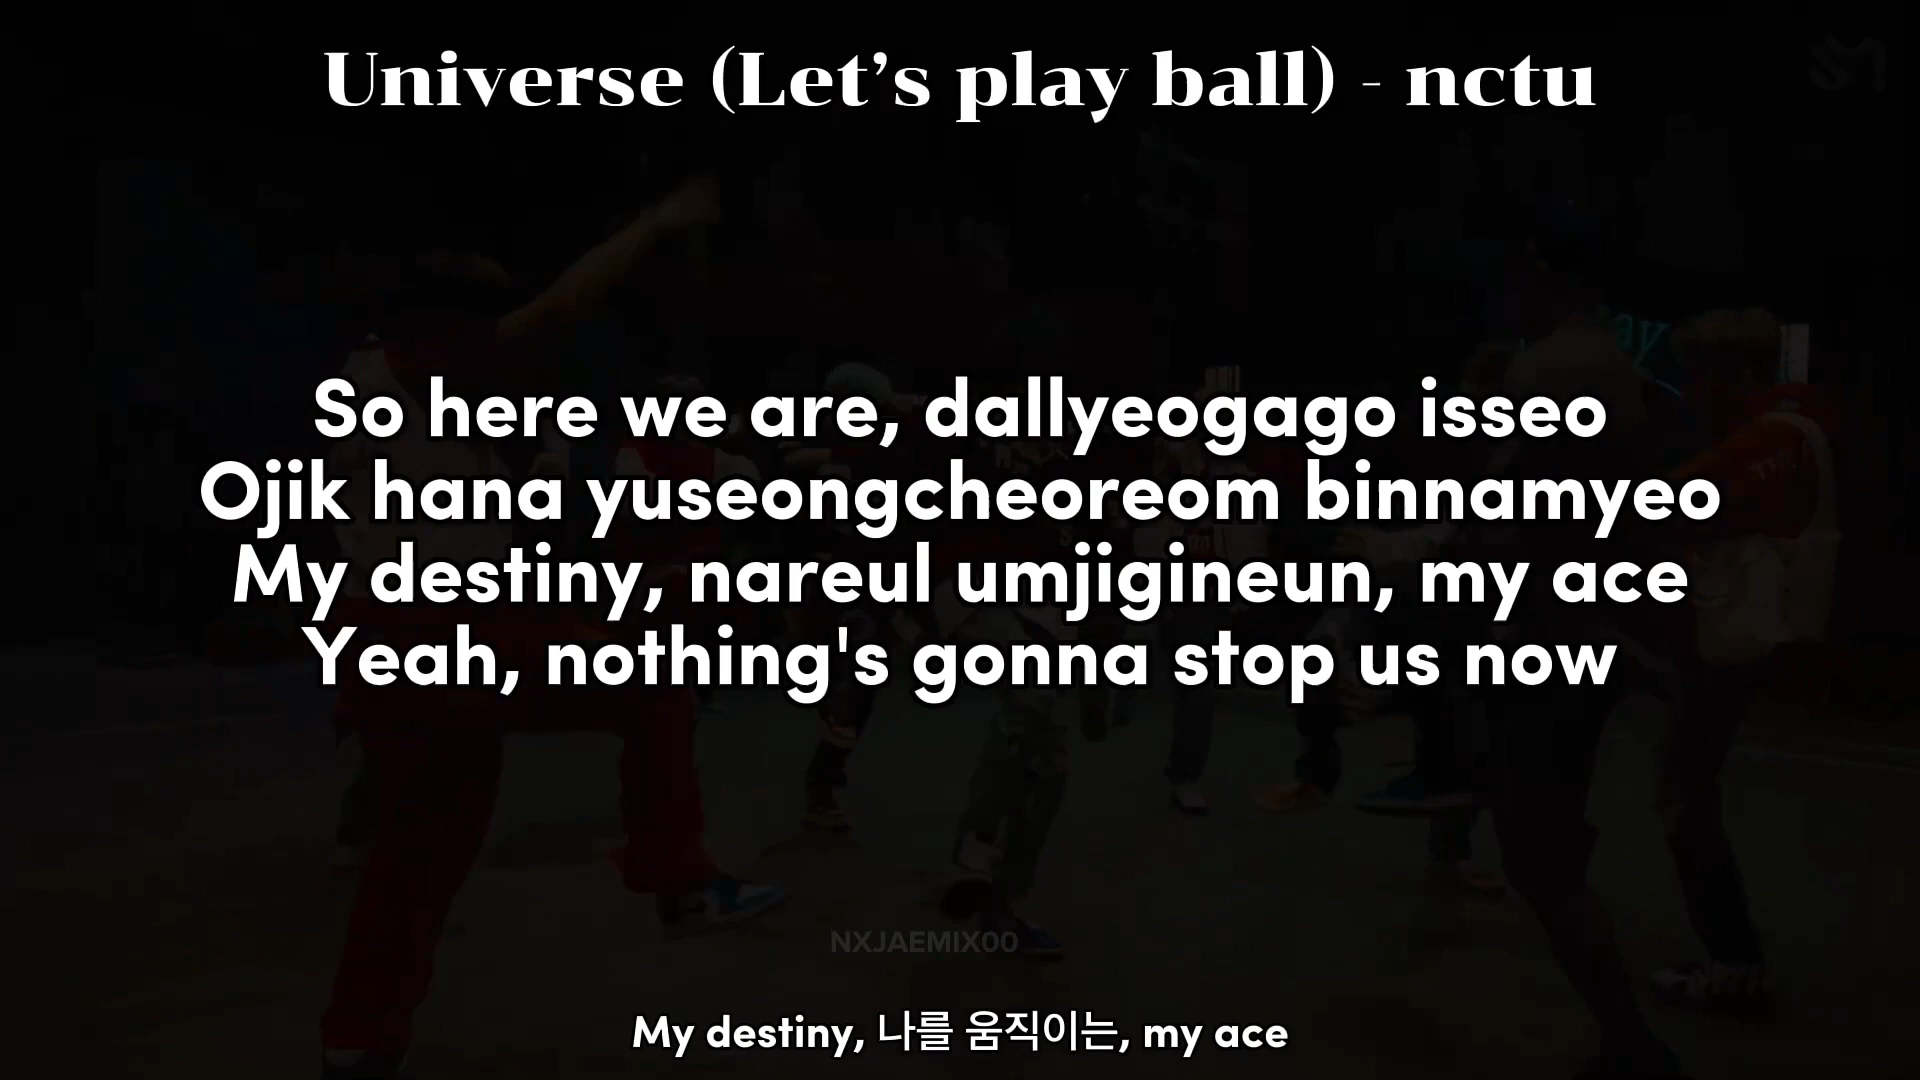 Universe (Let’s play ball) - nctu
So here we are, dallyeogago isseo
Ojik hana yuseongcheoreom binnamyeo
My destiny, nareul umjigineun, my ace
Yeah, nothing's gonna stop us now
NXJAEMIX00
My destiny, 나를 움직이는, my ace